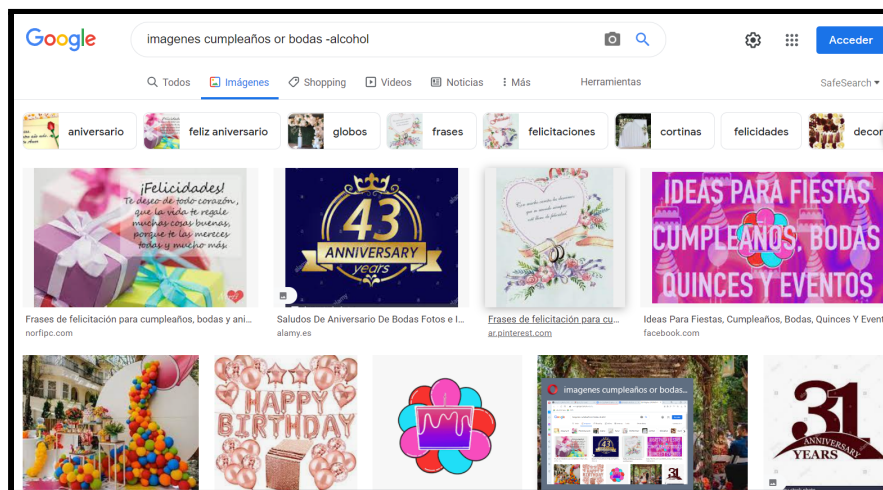 Google
imagenes cumpleaños or bodas -alcohol
Acceder
Todos Imágenes Shopping Videos Noticias Más Herramientas SafeSearch
aniversario feliz aniversario globos frases felicitaciones cortinas felicidades decor
¡Felicidades!
Te deseo de todo corazón,
que la vida te regale
muchas cosas buenas,
porque te las mereces
todas y mucho más.
43
ANNIVERSARY
years
IDEAS PARA FIESTAS
CUMPLEAÑOS, BODAS
QUINCES Y EVENTOS
Frases de felicitación para cumpleaños, bodas y ani...
norfipc.com
Saludos De Aniversario De Bodas Fotos e I...
alamy.es
Frases de felicitación para cu...
ar.pinterest.com
Ideas Para Fiestas, Cumpleaños, Bodas, Quinces Y Event
facebook.com
HAPPY
BIRTHDAY
imagenes cumpleaños or bodas...
31
ANNIVERSARY
YEARS